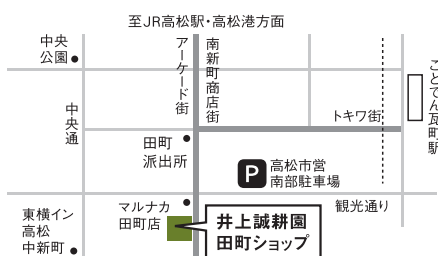 至JR高松駅・高松港方面
中央
公園
アーケード街
南新町商店街
中央通
トキワ街
ことでん瓦町駅
田町
派出所
P
高松市営
南部駐車場
マルナカ
田町店
観光通り
東横イン
高松
中新町
井上誠耕園
田町ショップ